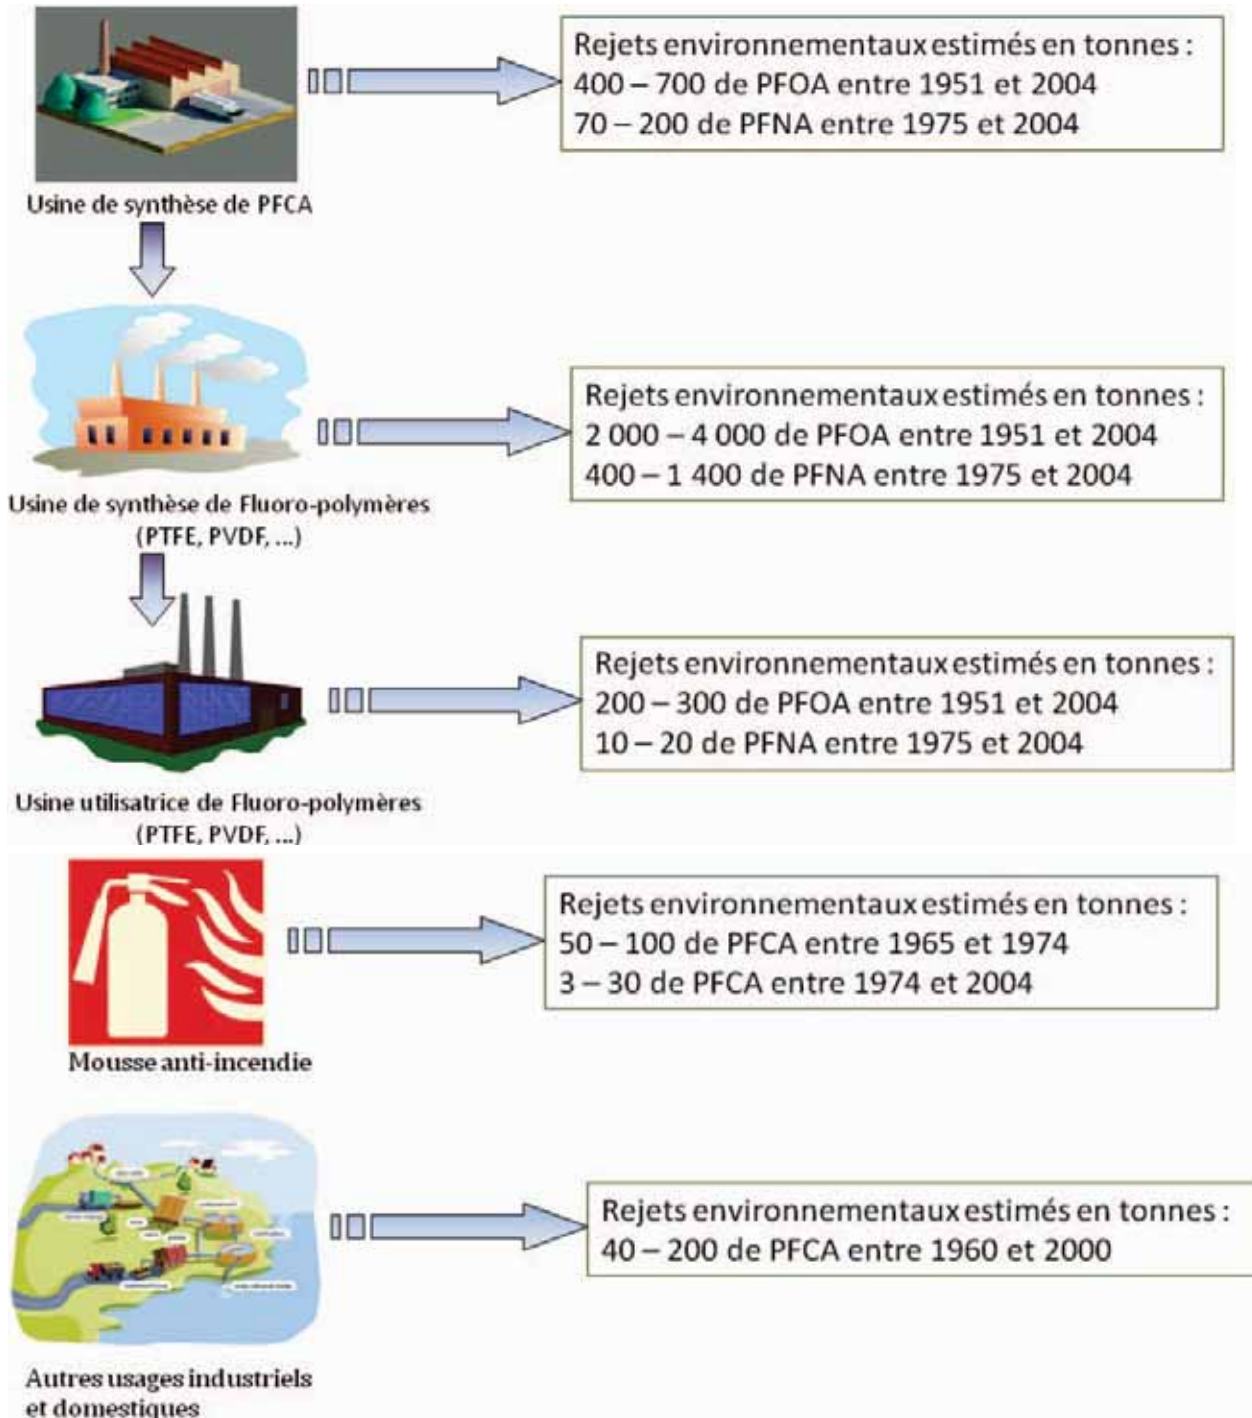 Rejets environnementaux estimés en tonnes :
400 – 700 de PFOA entre 1951 et 2004
70 – 200 de PFNA entre 1975 et 2004
Usine de synthèse de PFCA
Rejets environnementaux estimés en tonnes :
2 000 – 4 000 de PFOA entre 1951 et 2004
400 – 1 400 de PFNA entre 1975 et 2004
Usine de synthèse de Fluoro-polymères
(PTFE, PVDF, ...)
Rejets environnementaux estimés en tonnes :
200 – 300 de PFOA entre 1951 et 2004
10 – 20 de PFNA entre 1975 et 2004
Usine utilisatrice de Fluoro-polymères
(PTFE, PVDF, ...)
Rejets environnementaux estimés en tonnes :
50 – 100 de PFCA entre 1965 et 1974
3 – 30 de PFCA entre 1974 et 2004
Mousse anti-incendie
Rejets environnementaux estimés en tonnes :
40 – 200 de PFCA entre 1960 et 2000
Autres usages industriels
et domestiques